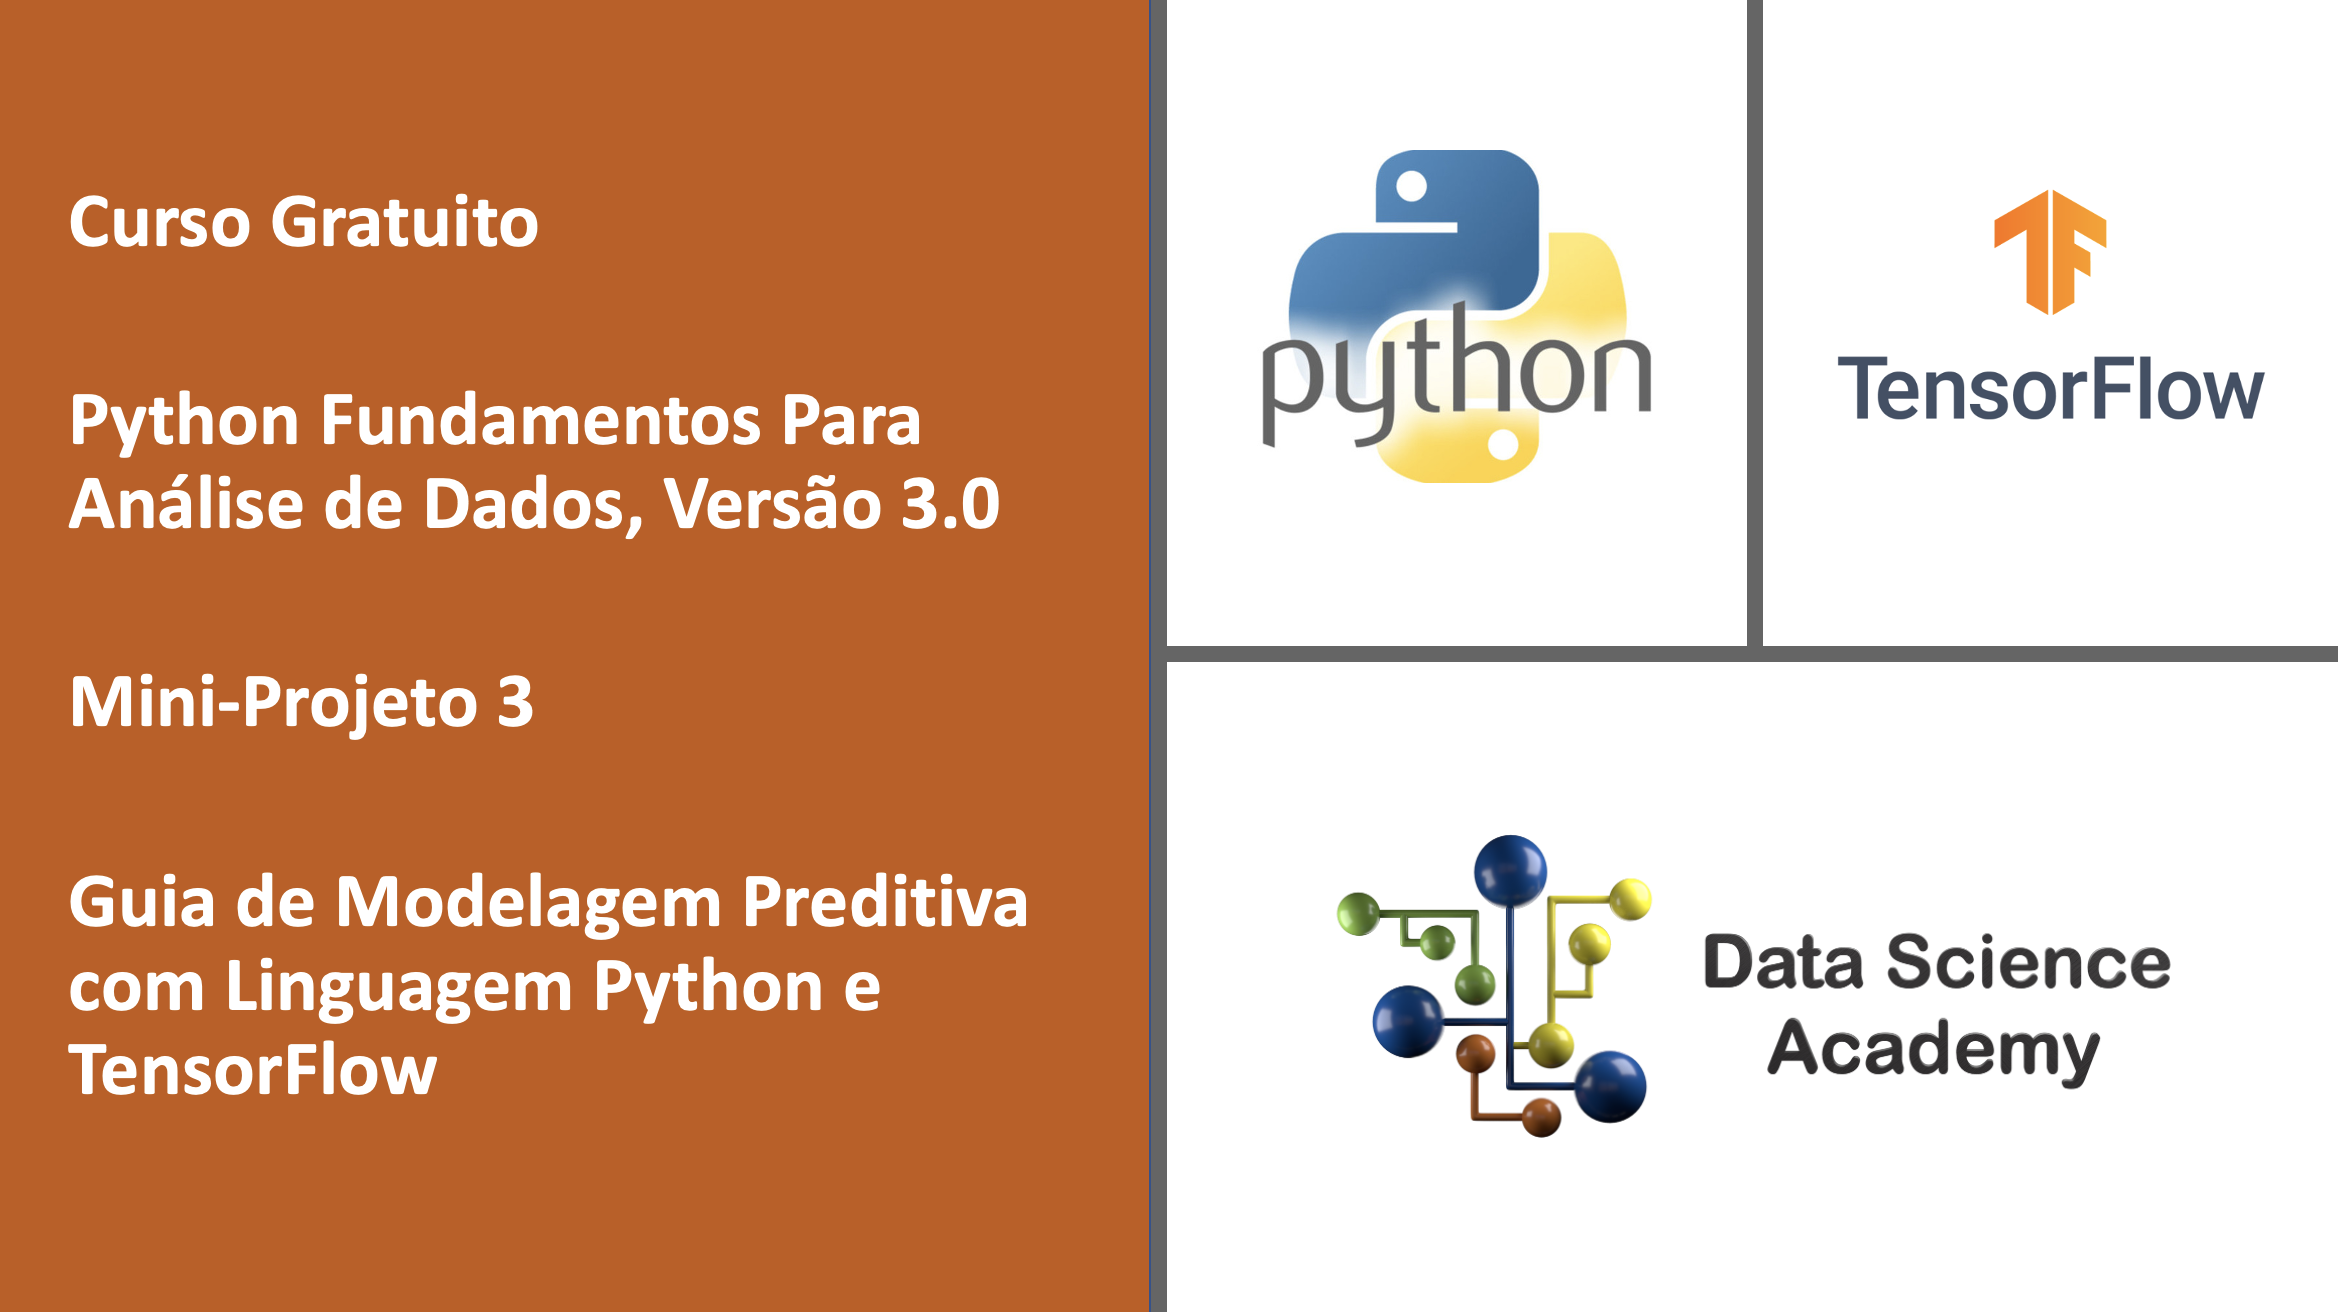 Curso Gratuito
Python Fundamentos Para
Análise de Dados, Versão 3.0
Mini-Projeto 3
Guia de Modelagem Preditiva
com Linguagem Python e
TensorFlow
python
TensorFlow
Data Science
Academy